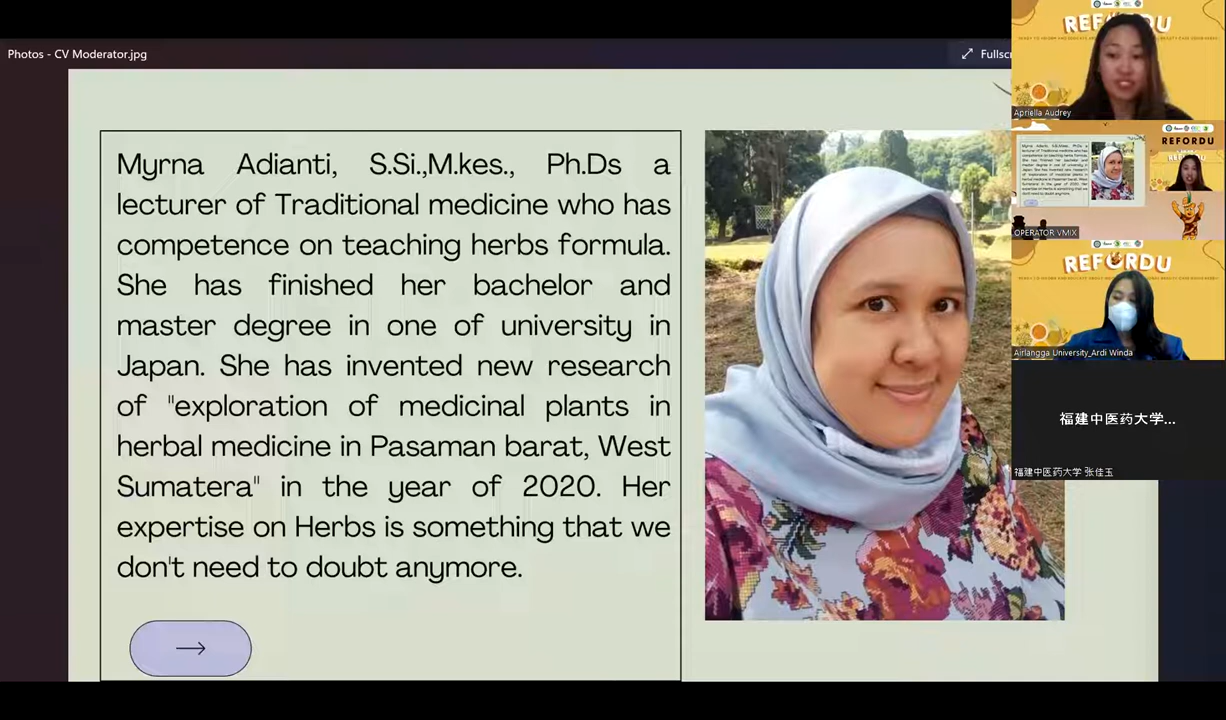 Photos - CV Moderator.jpg
Myrna Adianti, S.Si.,M.kes., Ph.Ds a
lecturer of Traditional medicine who has
competence on teaching herbs formula.
She has finished her bachelor and
master degree in one of university in
Japan. She has invented new research
of "exploration of medicinal plants in
herbal medicine in Pasaman barat, West
Sumatera" in the year of 2020. Her
expertise on Herbs is something that we
don't need to doubt anymore.
REFORDU
Apriella Audrey
REFORDU
OPERATOR VMIX
REFORDU
Airlangga University_Ardi Winda
福建中医药大学...
福建中医药大学 张佳玉